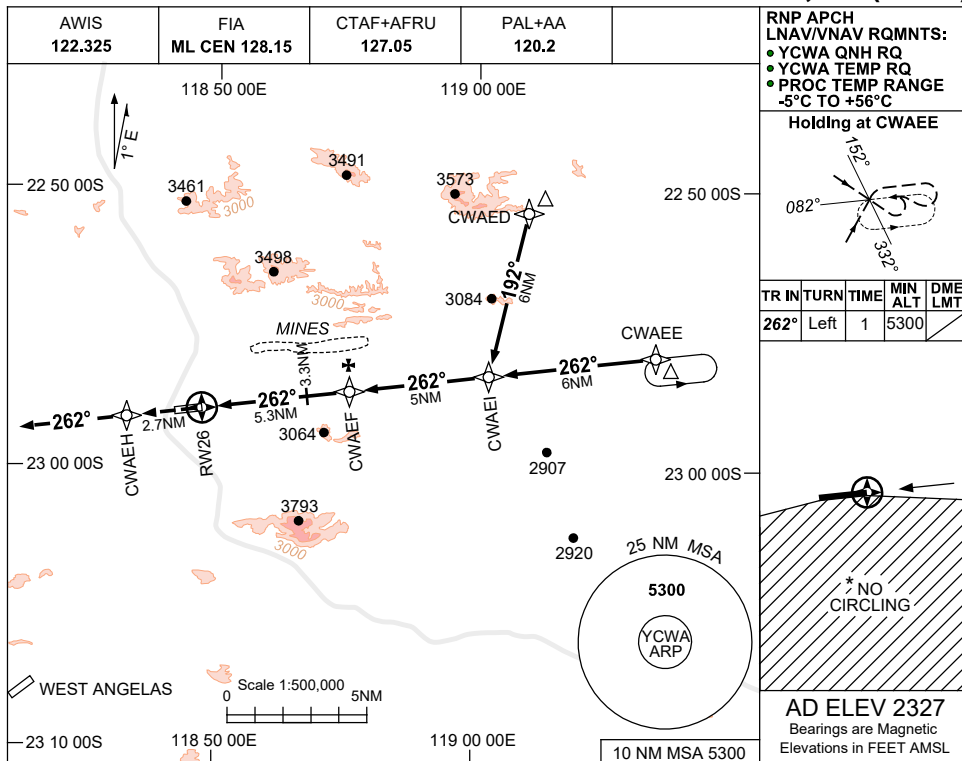 AWIS
122.325
FIA
ML CEN 128.15
CTAF+AFRU
127.05
PAL+AA
120.2
RNP APCH
LNAV/VNAV RQMNTS:
YCWA QNH RQ
YCWA TEMP RQ
PROC TEMP RANGE
-5°C TO +56°C
Holding at CWAEE
152°
082°
332°
TR IN TURN TIME MIN ALT DME LMT
262° Left 1 5300
118 50 00E
119 00 00E
1° E
22 50 00S
22 50 00S
3461
3000
3491
3573
CWAED
3498
3000
192°
6NM
3084
MINES
3.3NM
CWAEE
262°
6NM
262°
5NM
262°
5.3NM
2.7NM
262°
CWAEH
RW26
CWAEF
CWAEI
3064
2907
23 00 00S
23 00 00S
3793
3000
2920
25 NM MSA
5300
YCWA
ARP
* NO
CIRCLING
WEST ANGELAS
Scale 1:500,000
0
5NM
23 10 00S
118 50 00E
119 00 00E
10 NM MSA 5300
AD ELEV 2327
Bearings are Magnetic
Elevations in FEET AMSL